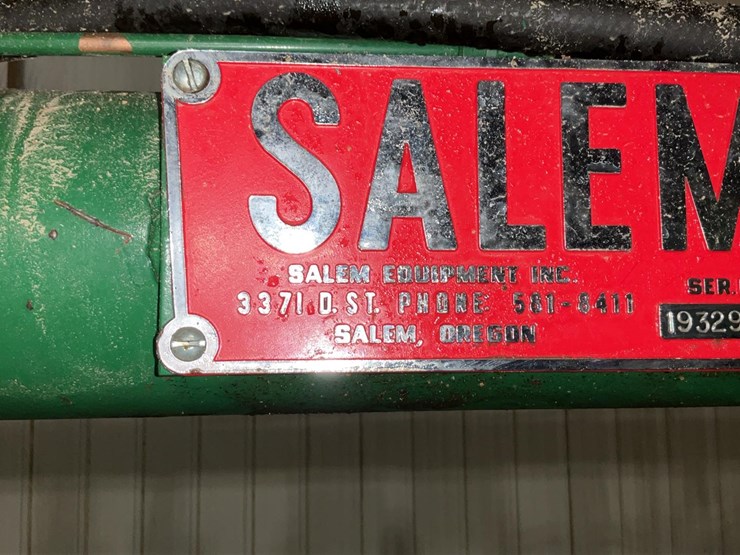 SALEM
SALEM EQUIPMENT INC.
3371 D. ST. PHONE 581-8411
SALEM, OREGON
SER.
19329